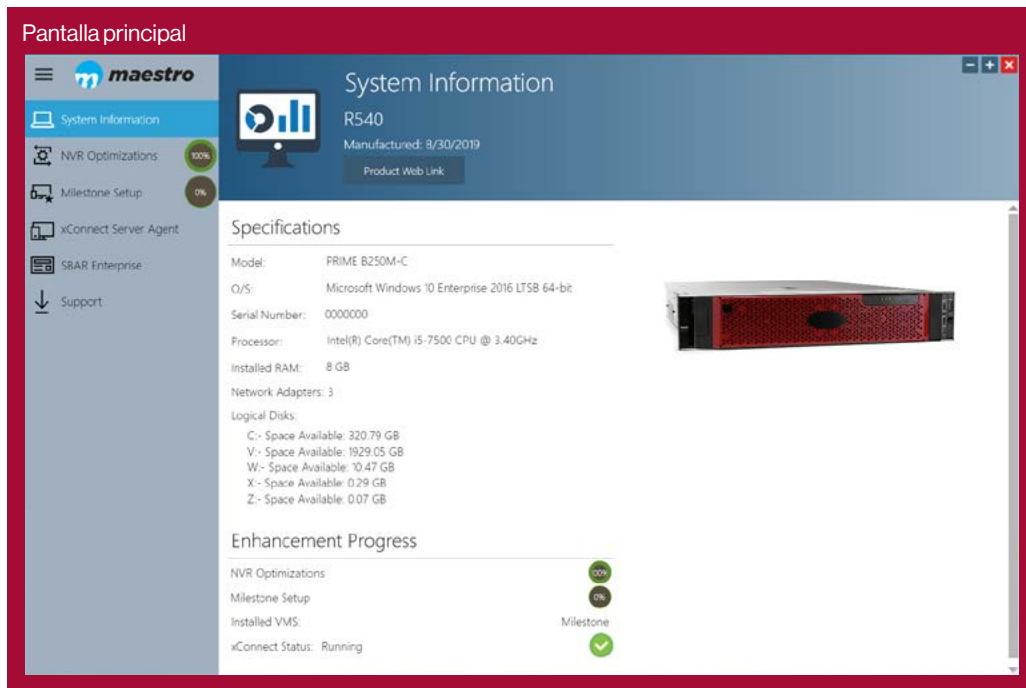 Pantalla principal
maestro
System Information
NVR Optimizations 100%
Milestone Setup 0%
xConnect Server Agent
SBAR Enterprise
Support
System Information
R540
Manufactured: 8/30/2019
Product Web Link
Specifications
Model: PRIME B250M-C
O/S: Microsoft Windows 10 Enterprise 2016 LTSB 64-bit
Serial Number: 0000000
Processor: Intel(R) Core(TM) i5-7500 CPU @ 3.40GHz
Installed RAM: 8 GB
Network Adapters: 3
Logical Disks:
C:- Space Available: 320.79 GB
V:- Space Available: 1929.05 GB
W:- Space Available: 10.47 GB
X:- Space Available: 0.29 GB
Z:- Space Available: 0.07 GB
Enhancement Progress
NVR Optimizations 100%
Milestone Setup 0%
Installed VMS: Milestone
xConnect Status: Running